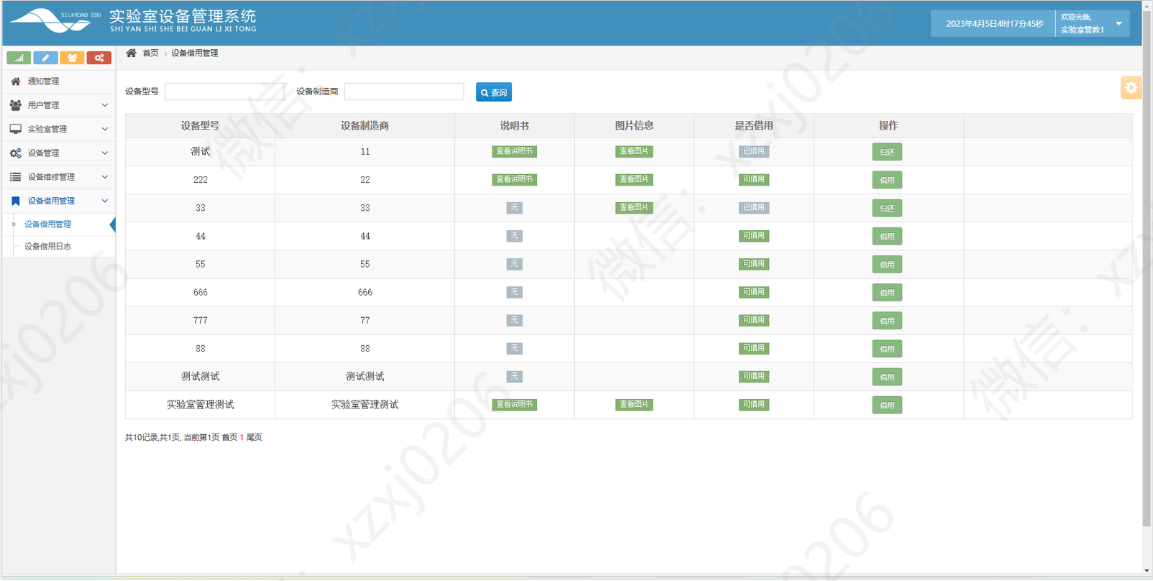 SILKROAD EDU 实验室设备管理系统
SHI YAN SHI SHE BEI GUAN LI XI TONG
2023年4月5日4时17分45秒
欢迎光临,
实验室管教1
首页 › 设备借用管理
通知管理
用户管理
实验室管理
设备管理
设备维修管理
设备借用管理
» 设备借用管理
设备借用日志
设备型号 设备制造商 查询
设备型号 设备制造商 说明书 图片信息 是否借用 操作
测试 11 查看说明书 查看图片 已借用 归还
222 22 查看说明书 查看图片 可借用 借用
33 33 无 查看图片 已借用 归还
44 44 无 可借用 借用
55 55 无 可借用 借用
666 666 无 可借用 借用
777 77 无 可借用 借用
88 88 无 可借用 借用
测试测试 测试测试 无 可借用 借用
实验室管理测试 实验室管理测试 查看说明书 查看图片 可借用 借用
共10记录,共1页, 当前第1页 首页 1 尾页
微信: xzxj0206